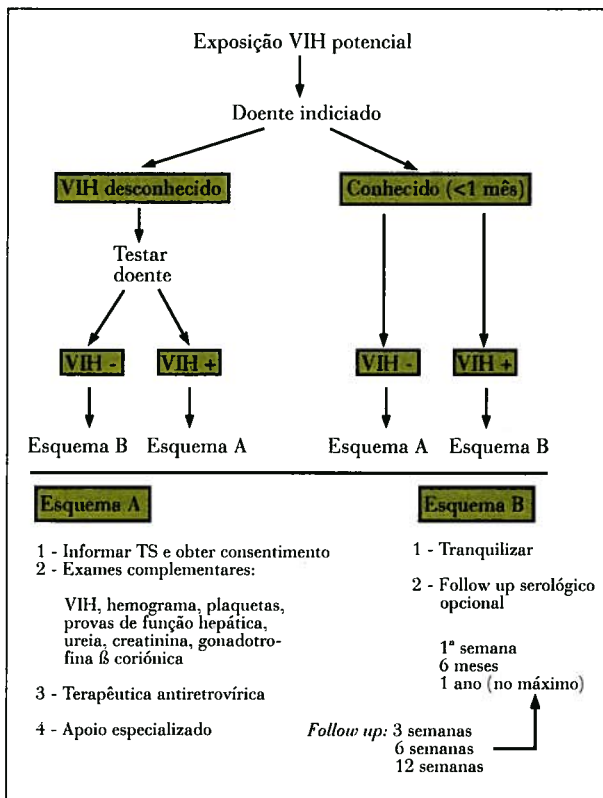 Exposição VIH potencial
Doente indiciado
VIH desconhecido
Conhecido (<1 mês)
Testar
doente
VIH -
VIH +
VIH -
VIH +
Esquema B
Esquema A
Esquema A
Esquema B
Esquema A
1 - Informar TS e obter consentimento
2 - Exames complementares:
VIH, hemograma, plaquetas,
provas de função hepática,
ureia, creatinina, gonadotro-
fina ß coriónica
3 - Terapêutica antiretrovírica
4 - Apoio especializado
Esquema B
1 - Tranquilizar
2 - Follow up serológico
opcional
1ª semana
6 meses
1 ano (no máximo)
Follow up: 3 semanas
6 semanas
12 semanas